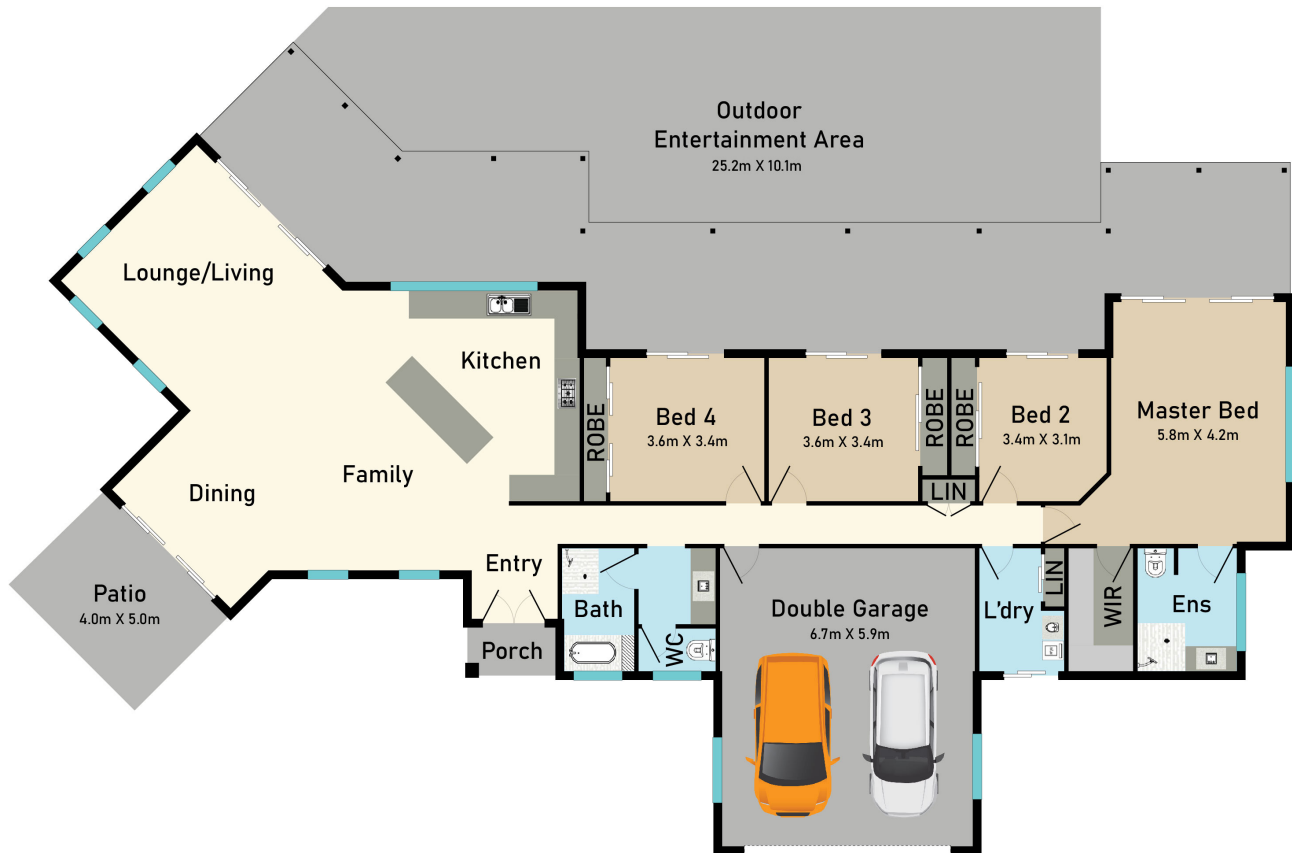 Outdoor
Entertainment Area
25.2m X 10.1m
Lounge/Living
Kitchen
ROBE
Bed 4
3.6m X 3.4m
Bed 3
3.6m X 3.4m
ROBE
ROBE
Bed 2
3.4m X 3.1m
Master Bed
5.8m X 4.2m
LIN
Family
Dining
Entry
Patio
4.0m X 5.0m
Porch
Bath
WC
Double Garage
6.7m X 5.9m
L'dry
LIN
WIR
Ens